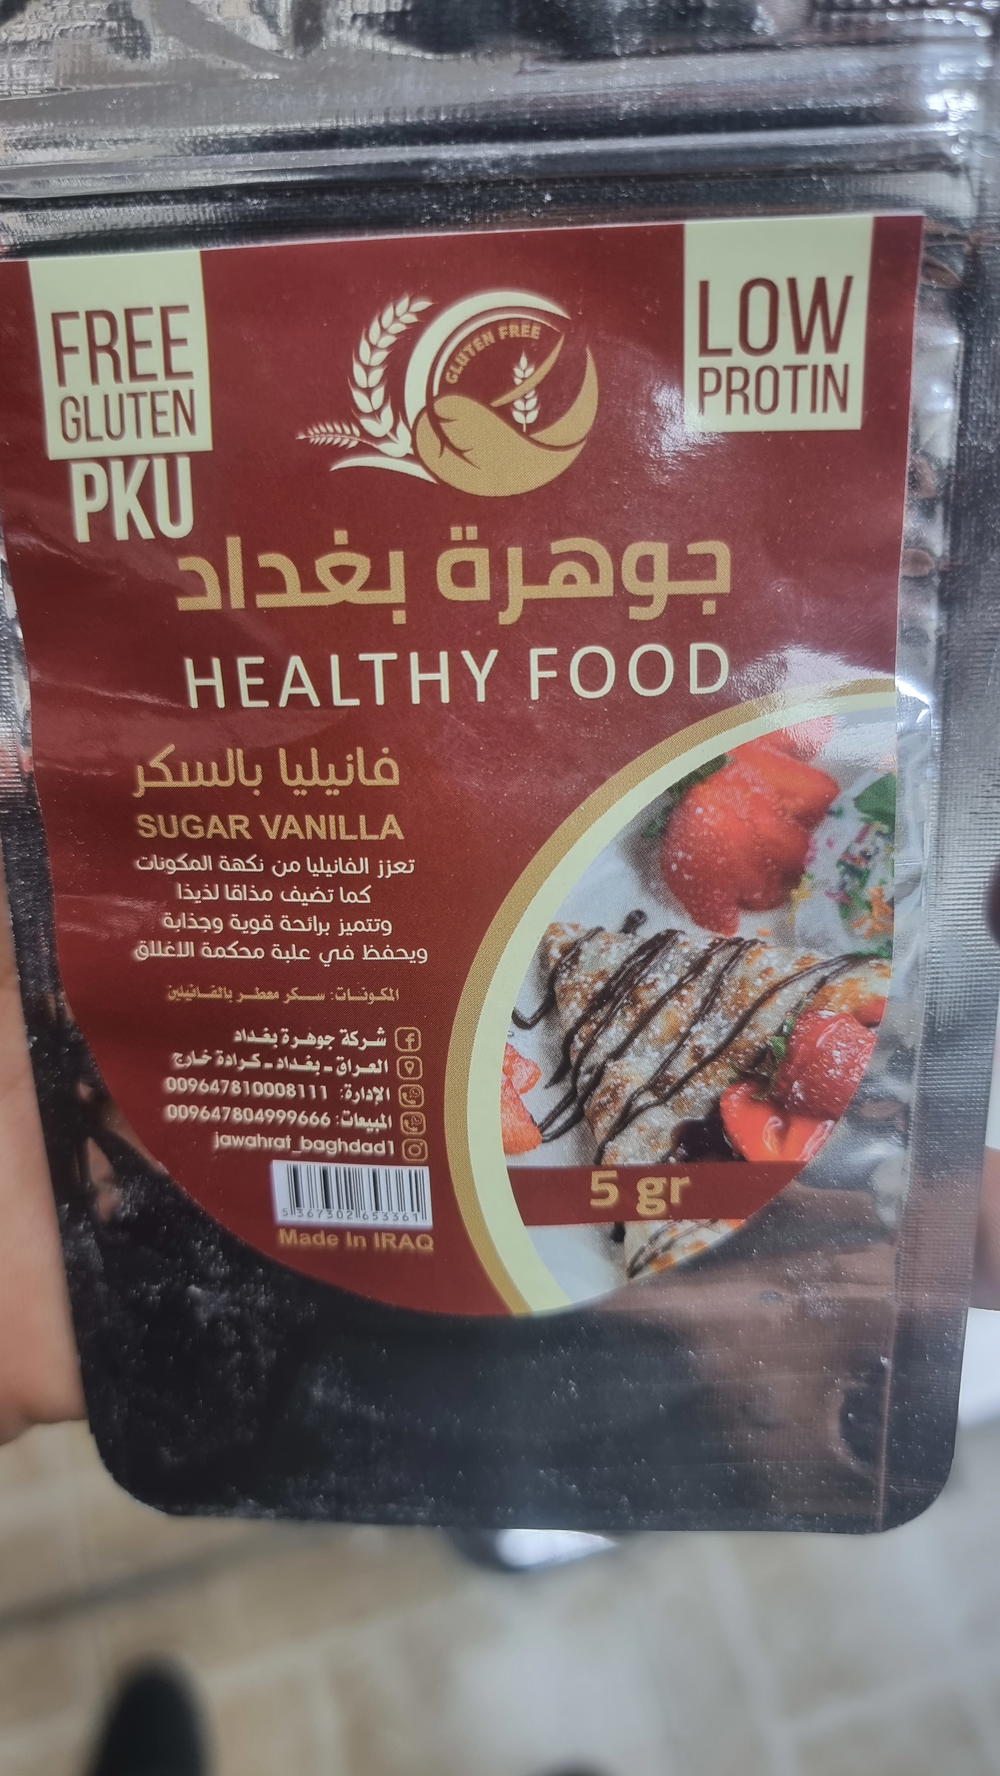 FREE
GLUTEN
PKU
GLUTEN FREE
LOW
PROTIN
جوهرة بغداد
HEALTHY FOOD
فانيليا بالسكر
SUGAR VANILLA
تعزز الفانيليا من نكهة المكونات
كما تضيف مذاقا لذيذا
وتتميز برائحة قوية وجذابة
ويحفظ في علبة محكمة الاغلاق
المكونات: سكر معطر بالفانيلين
شركة جوهرة بغداد
العراق - بغداد - كرادة خارج
الإدارة: 009647810008111
المبيعات: 009647804999666
jawahrat_baghdad1
5 367302 653361
Made In IRAQ
5 gr